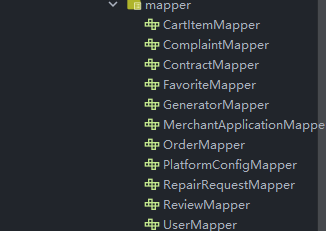 mapper
CartItemMapper
ComplaintMapper
ContractMapper
FavoriteMapper
GeneratorMapper
MerchantApplicationMappe
OrderMapper
PlatformConfigMapper
RepairRequestMapper
ReviewMapper
UserMapper